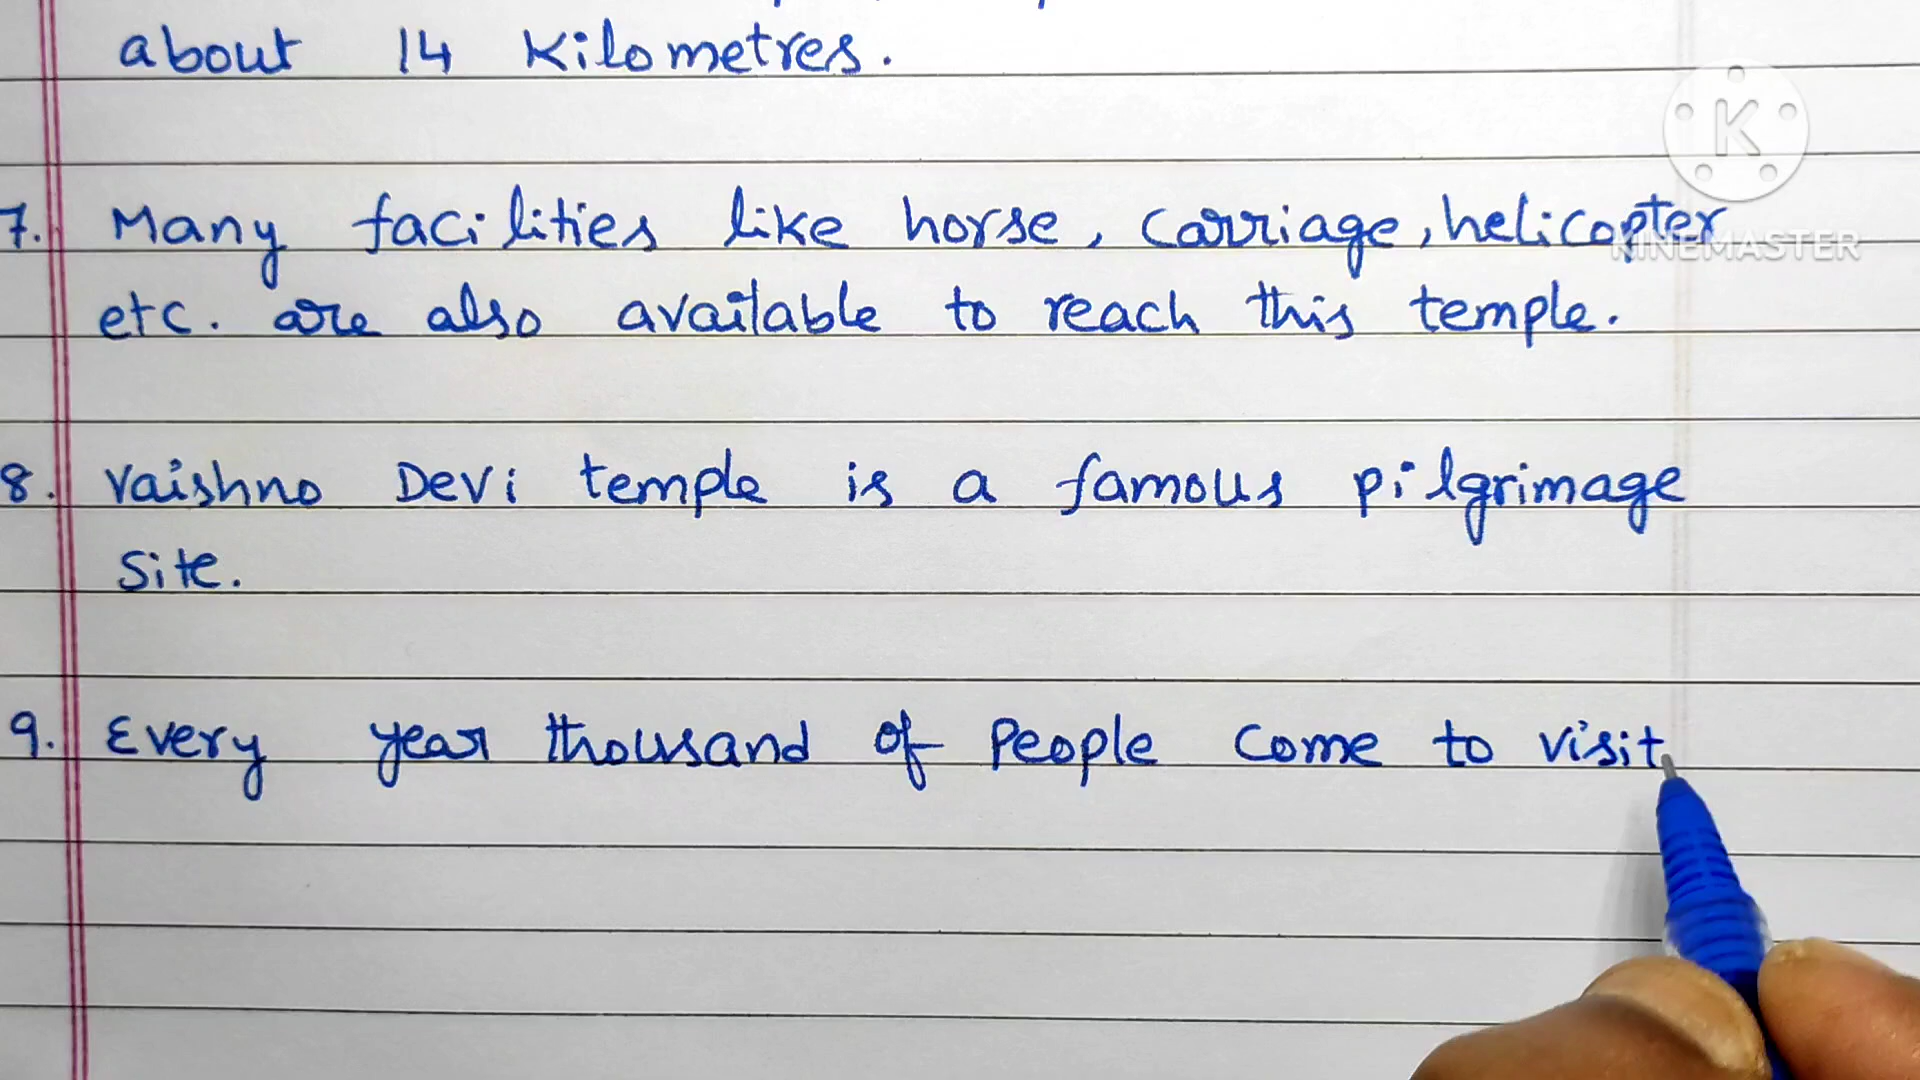 about 14 Kilometres.
7. Many facilities like horse, carriage, helicopter
KINEMASTER
etc. are also available to reach this temple.
8. Vaishno Devi temple is a famous pilgrimage
site.
9. Every year thousand of People come to visit